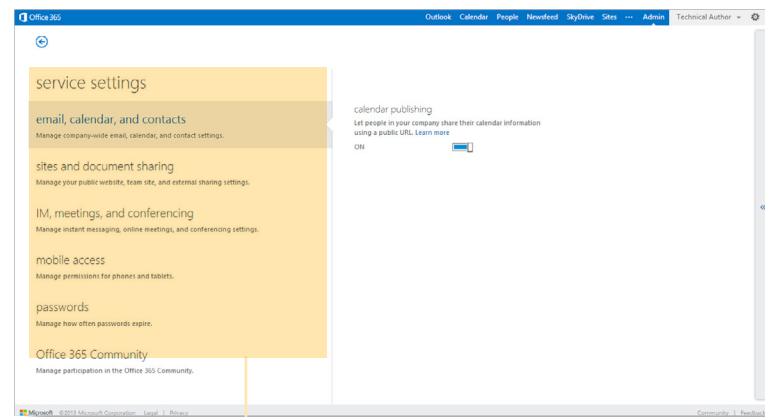 Office 365
Outlook Calendar People Newsfeed SkyDrive Sites ··· Admin Technical Author
service settings
email, calendar, and contacts
Manage company-wide email, calendar, and contact settings.
sites and document sharing
Manage your public website, team site, and external sharing settings.
IM, meetings, and conferencing
Manage instant messaging, online meetings, and conferencing settings.
mobile access
Manage permissions for phones and tablets.
passwords
Manage how often passwords expire.
Office 365 Community
Manage participation in the Office 365 Community.
calendar publishing
Let people in your company share their calendar information
using a public URL. Learn more
ON
«
Microsoft ©2013 Microsoft Corporation Legal | Privacy
Community | Feedback